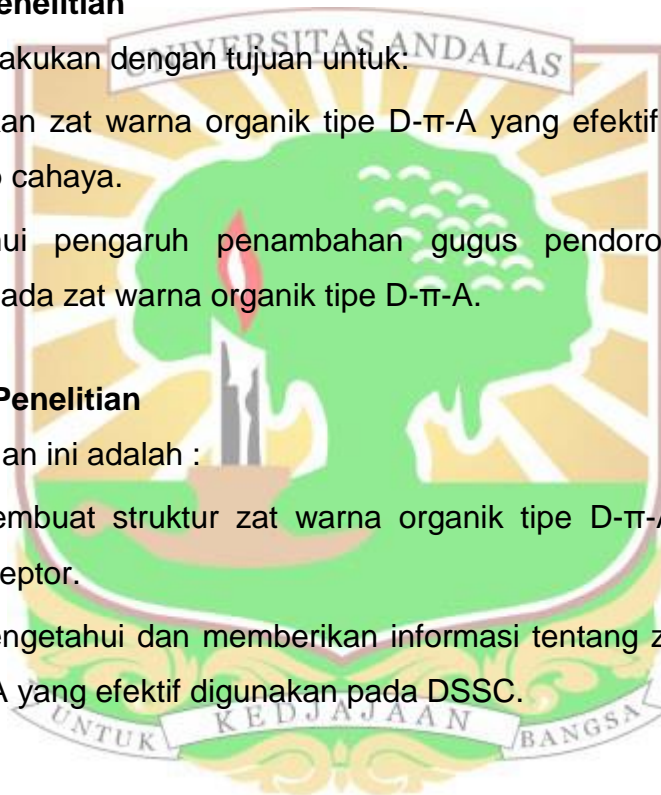 enelitian
UNIVERSITAS ANDALAS
akukan dengan tujuan untuk:
kan zat warna organik tipe D-π-A yang efektif
o cahaya.
nui pengaruh penambahan gugus pendoro
ada zat warna organik tipe D-π-A.
Penelitian
an ini adalah :
embuat struktur zat warna organik tipe D-π-A
eptor.
engetahui dan memberikan informasi tentang z
A yang efektif digunakan pada DSSC.
UNTUK KEDJAJAAN BANGSA